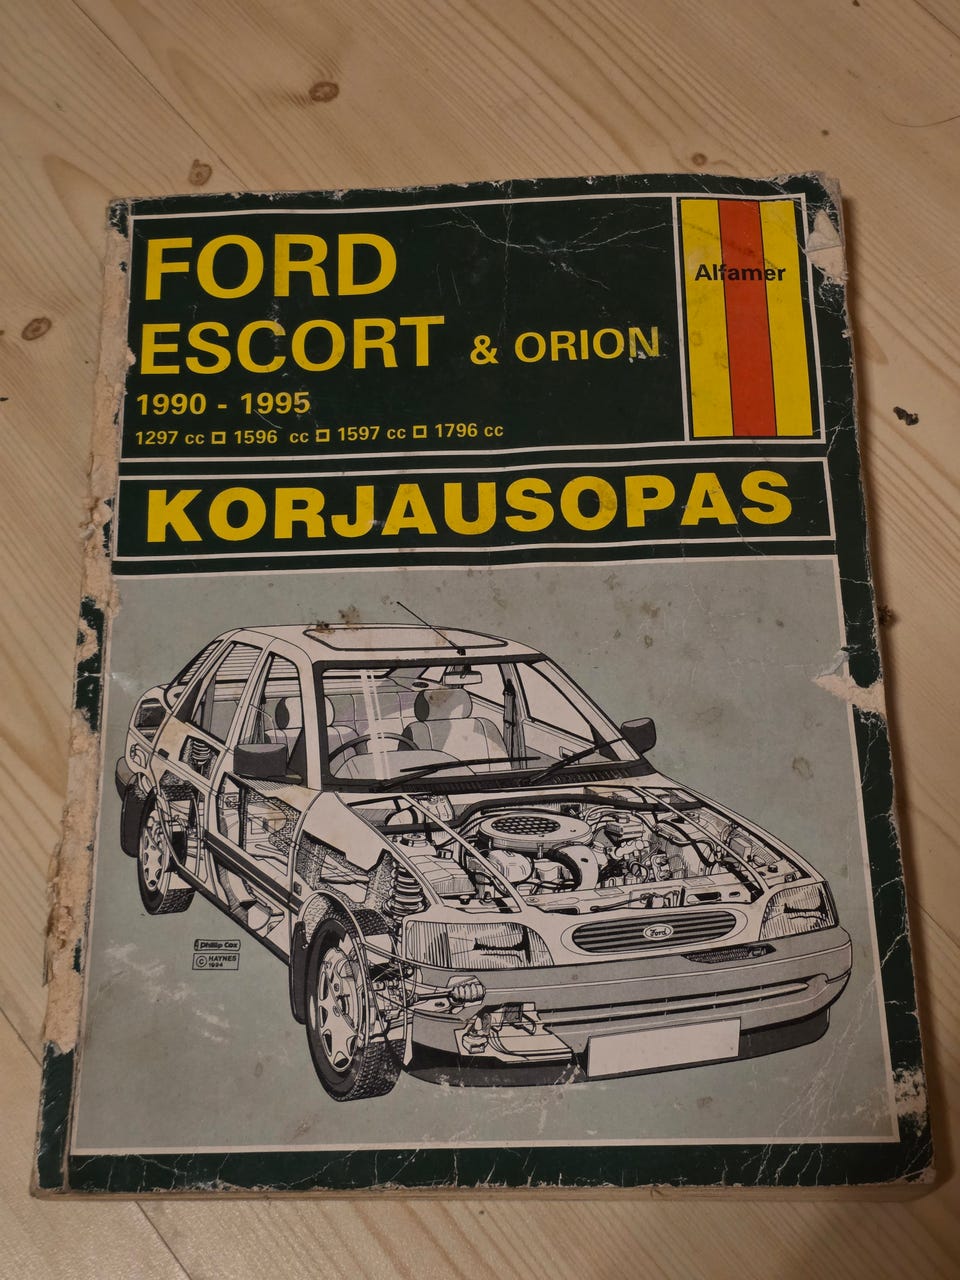 FORD
ESCORT & ORION
1990 - 1995
1297 cc □ 1596 cc □ 1597 cc □ 1796 cc
Alfamer
KORJAUSOPAS
Ford
Phillip Cox
© HAYNES
1994